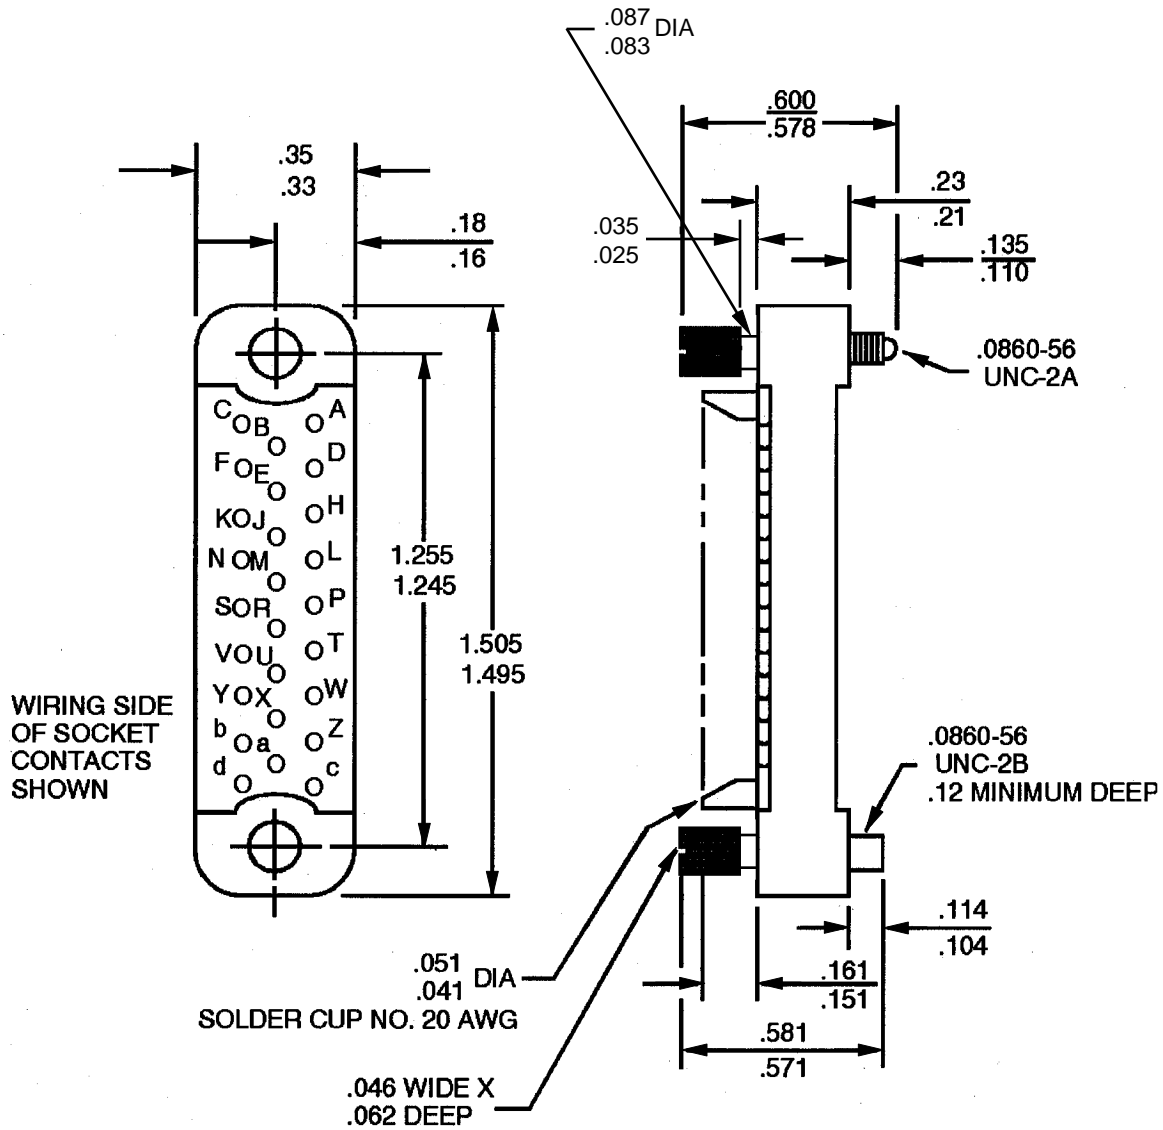 .087 DIA
.083
.600
.578
.35
.33
.23
.21
.18
.16
.035
.025
.135
.110
.0860-56
UNC-2A
C B A
F E D
K J H
N M L
S R P
V U T
Y X W
b a Z
d c
1.255
1.245
1.505
1.495
WIRING SIDE
OF SOCKET
CONTACTS
SHOWN
.0860-56
UNC-2B
.12 MINIMUM DEEP
.114
.104
.051
.041 DIA
SOLDER CUP NO. 20 AWG
.161
.151
.581
.571
.046 WIDE X
.062 DEEP